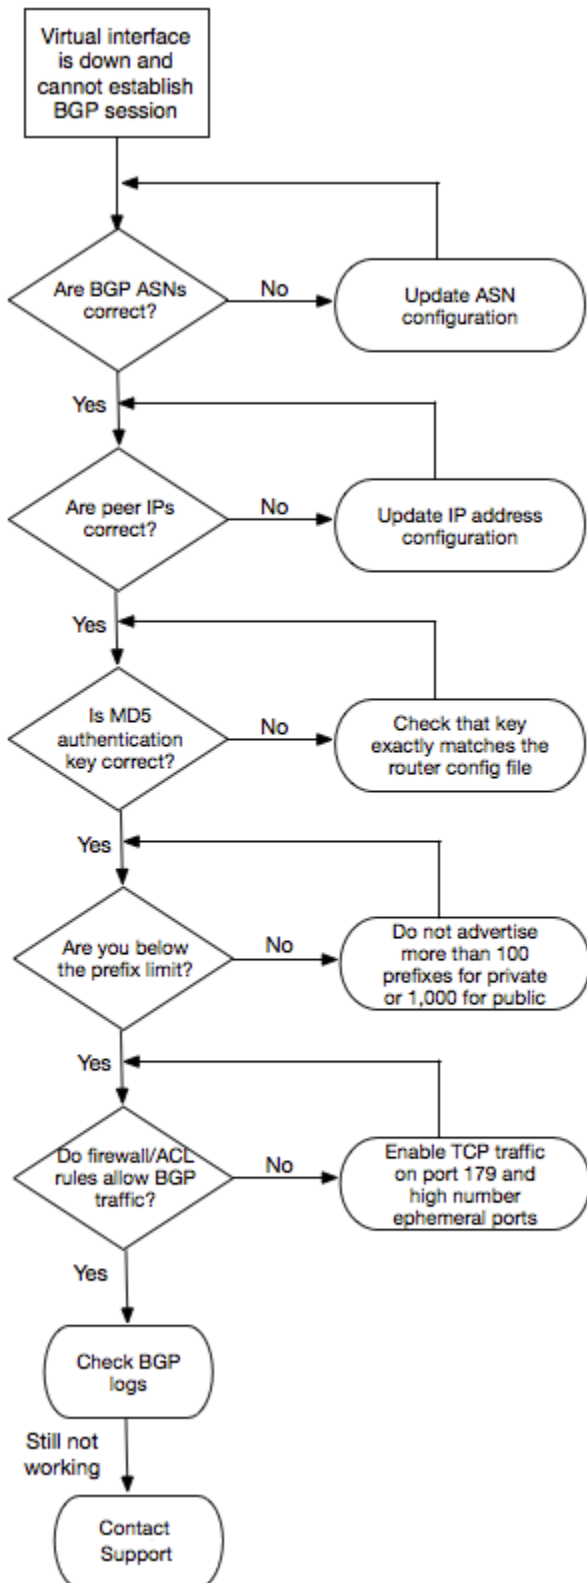 Virtual interface
is down and
cannot establish
BGP session
Are BGP ASNs
correct?
No
Update ASN
configuration
Yes
Are peer IPs
correct?
No
Update IP address
configuration
Yes
Is MD5
authentication
key correct?
No
Check that key
exactly matches the
router config file
Yes
Are you below
the prefix limit?
No
Do not advertise
more than 100
prefixes for private
or 1,000 for public
Yes
Do firewall/ACL
rules allow BGP
traffic?
No
Enable TCP traffic
on port 179 and
high number
ephemeral ports
Yes
Check BGP
logs
Still not
working
Contact
Support